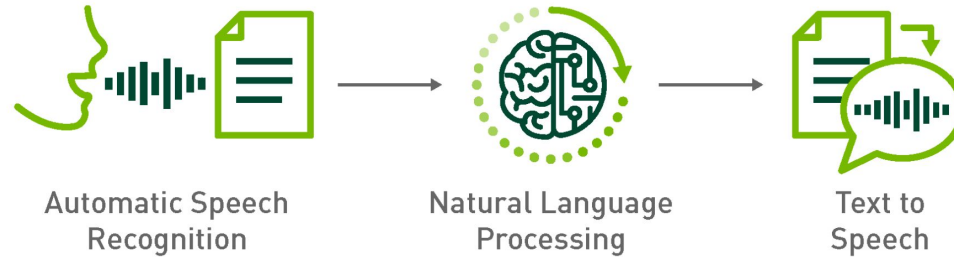 Automatic Speech
Recognition
Natural Language
Processing
Text to
Speech